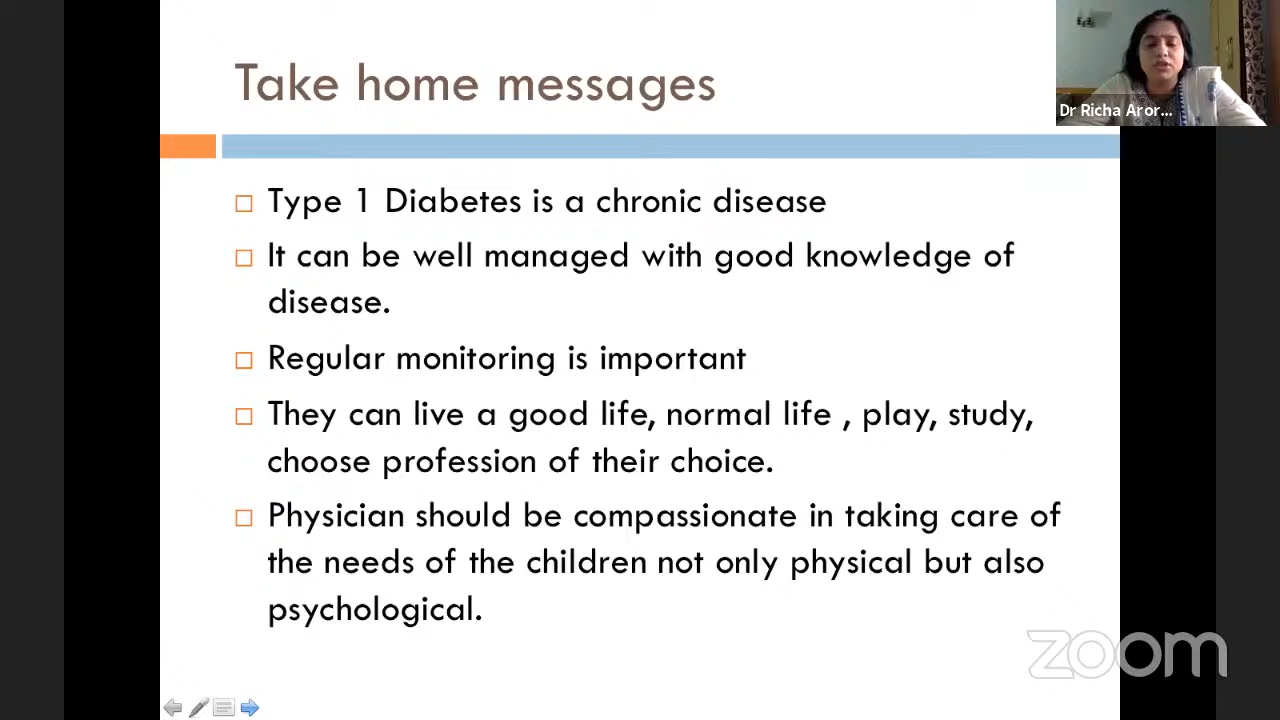 Take home messages
Dr Richa Aror...
Type 1 Diabetes is a chronic disease
It can be well managed with good knowledge of
disease.
Regular monitoring is important
They can live a good life, normal life , play, study,
choose profession of their choice.
Physician should be compassionate in taking care of
the needs of the children not only physical but also
psychological.
zoom